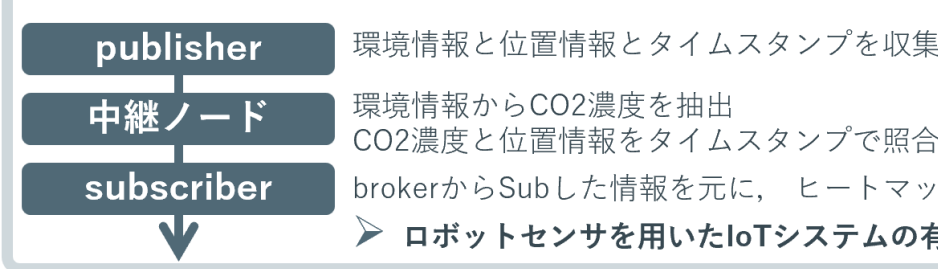 publisher
環境情報と位置情報とタイムスタンプを収集
中継ノード
環境情報からCO2濃度を抽出
CO2濃度と位置情報をタイムスタンプで照合
subscriber
brokerからSubした情報を元に， ヒートマッ
ロボットセンサを用いたIoTシステムの有